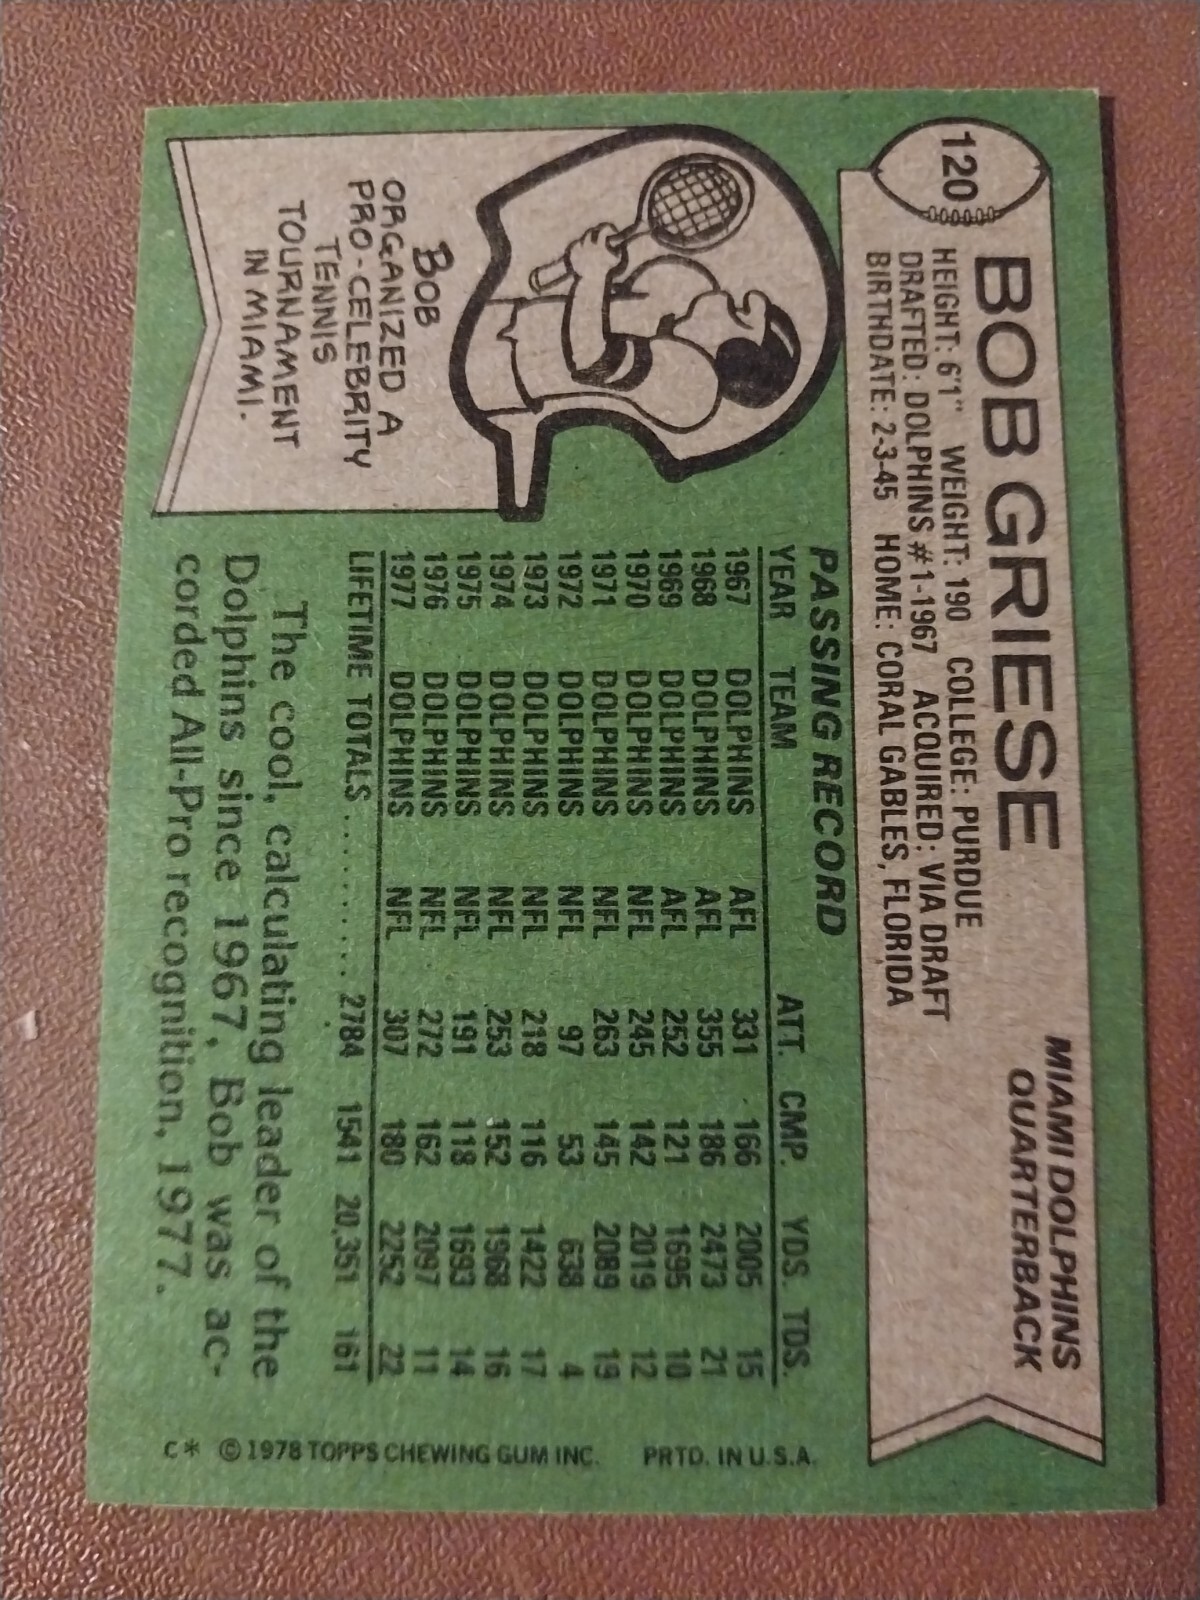 120
BOB GRIESE
MIAMI DOLPHINS
QUARTERBACK
HEIGHT: 6'1" WEIGHT: 190 COLLEGE: PURDUE
DRAFTED: DOLPHINS #1-1967 ACQUIRED: VIA DRAFT
BIRTHDATE: 2-3-45 HOME: CORAL GABLES, FLORIDA
BOB
ORGANIZED A
PRO-CELEBRITY
TENNIS
TOURNAMENT
IN MIAMI.
PASSING RECORD
YEAR TEAM ATT. CMP. YDS. TDS.
1967 DOLPHINS AFL 331 166 2005 15
1968 DOLPHINS AFL 355 186 2473 21
1969 DOLPHINS AFL 252 121 1695 10
1970 DOLPHINS NFL 245 142 2019 12
1971 DOLPHINS NFL 263 145 2089 19
1972 DOLPHINS NFL 97 53 638 4
1973 DOLPHINS NFL 218 116 1422 17
1974 DOLPHINS NFL 253 152 1968 16
1975 DOLPHINS NFL 191 118 1693 14
1976 DOLPHINS NFL 272 162 2097 11
1977 DOLPHINS NFL 307 180 2252 22
LIFETIME TOTALS .......... 2784 1541 20,351 161
The cool, calculating leader of the
Dolphins since 1967, Bob was ac-
corded All-Pro recognition, 1977.
C* © 1978 TOPPS CHEWING GUM INC. PRTD. IN U.S.A.